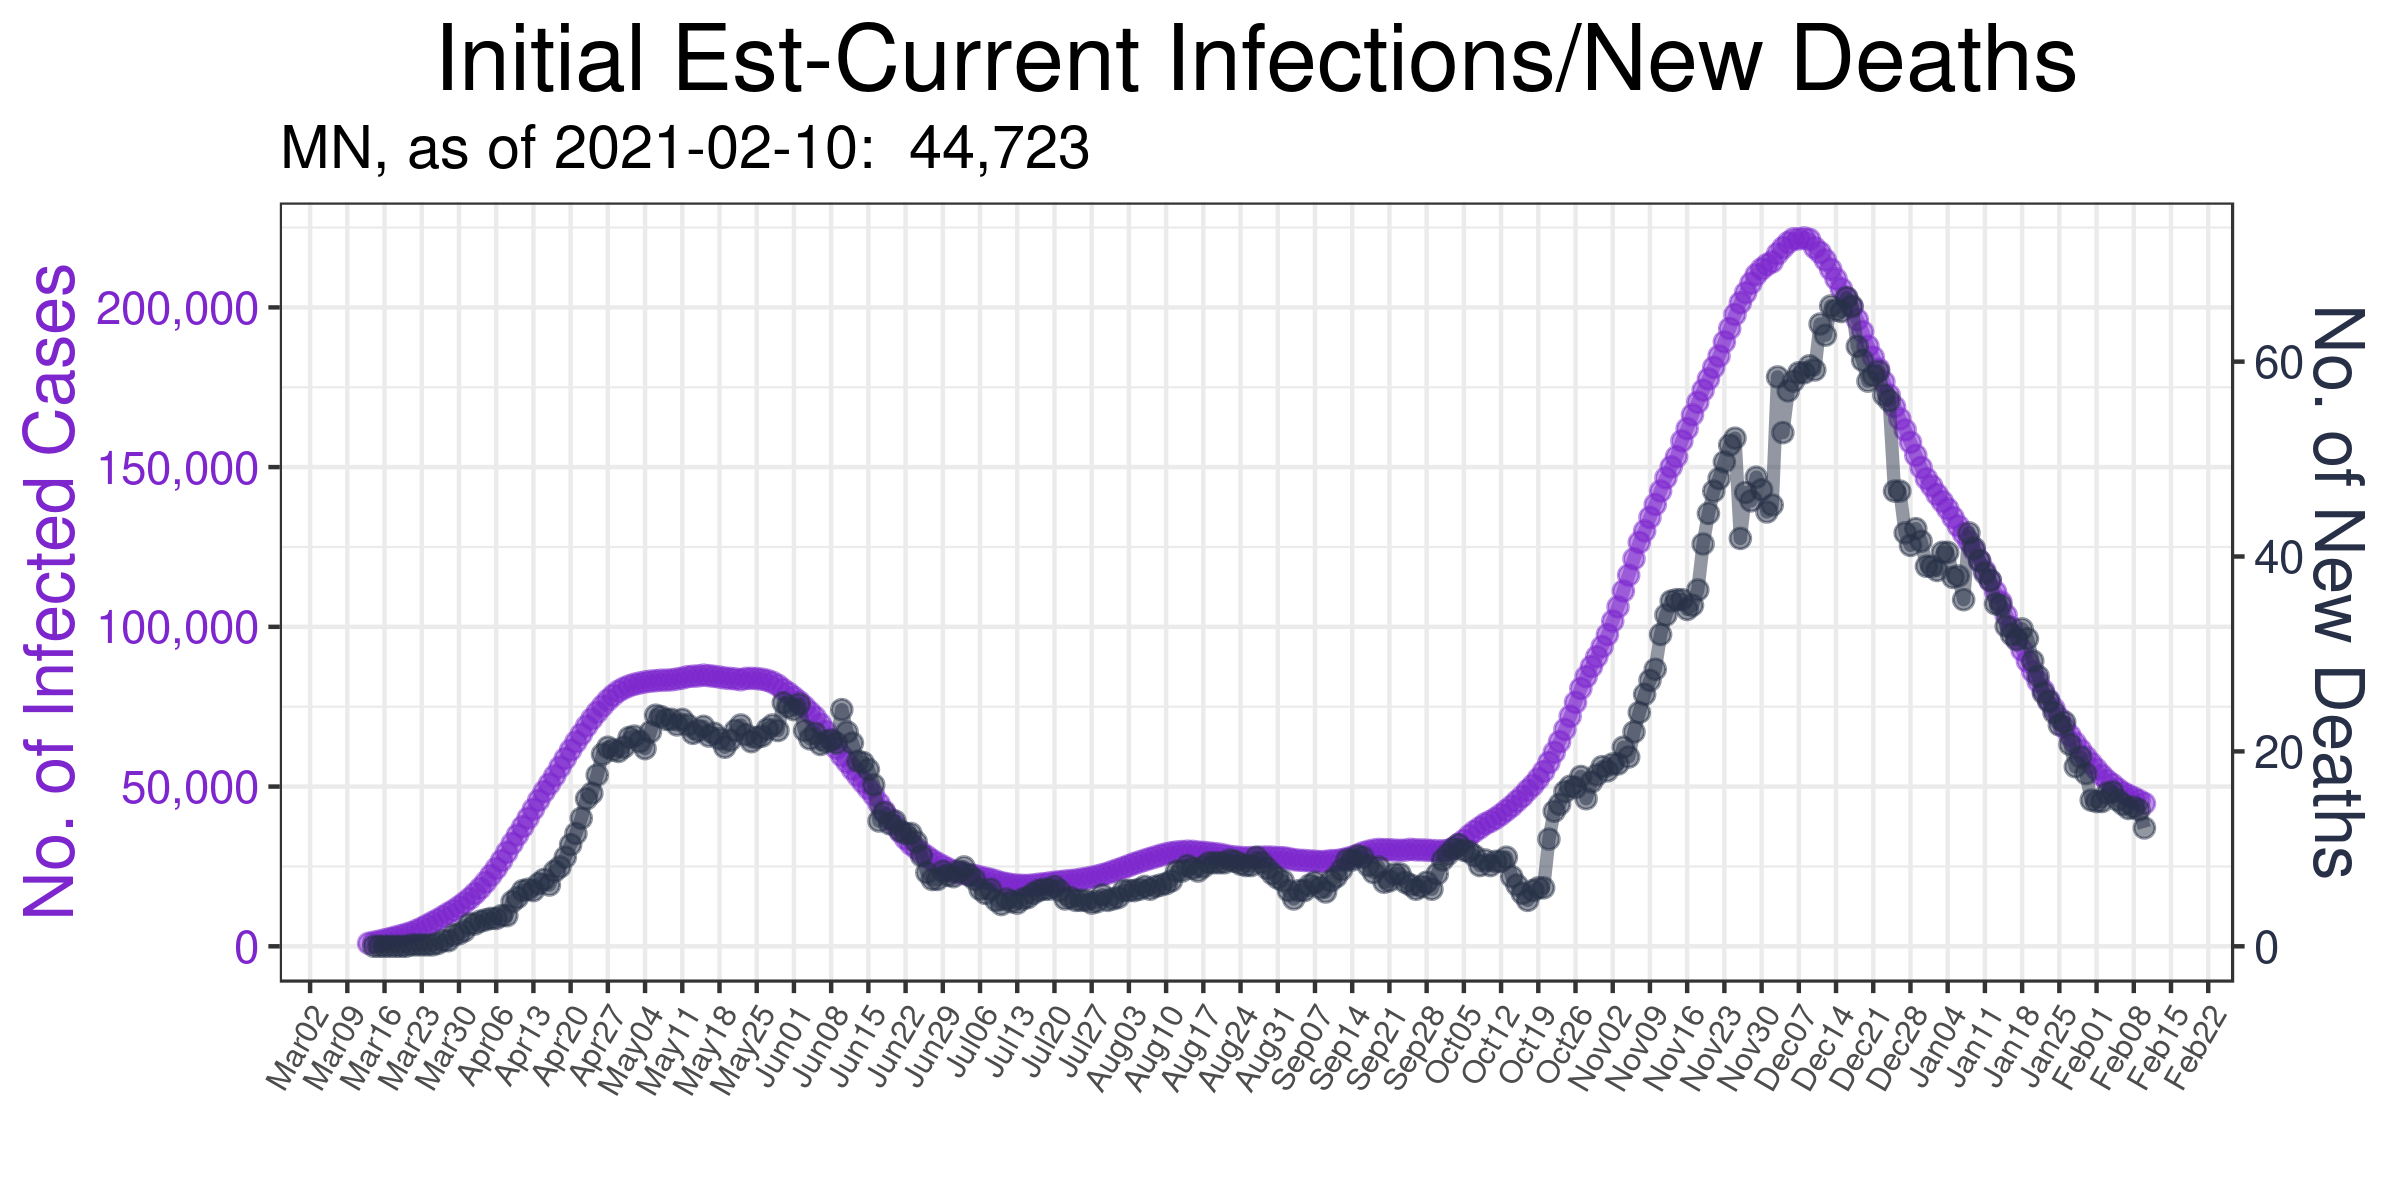 Initial Est-Current Infections/New Deaths
MN, as of 2021-02-10:  44,723
No. of Infected Cases
200,000
150,000
100,000
50,000
0
No. of New Deaths
60
40
20
0
Mar02
Mar09
Mar16
Mar23
Mar30
Apr06
Apr13
Apr20
Apr27
May04
May11
May18
May25
Jun01
Jun08
Jun15
Jun22
Jun29
Jul06
Jul13
Jul20
Jul27
Aug03
Aug10
Aug17
Aug24
Aug31
Sep07
Sep14
Sep21
Sep28
Oct05
Oct12
Oct19
Oct26
Nov02
Nov09
Nov16
Nov23
Nov30
Dec07
Dec14
Dec21
Dec28
Jan04
Jan11
Jan18
Jan25
Feb01
Feb08
Feb15
Feb22